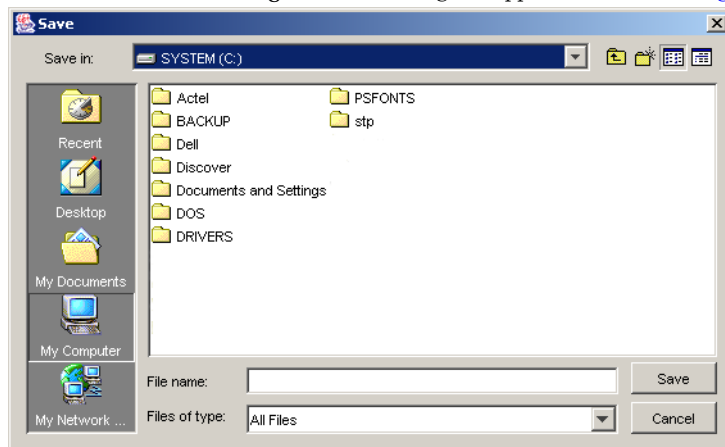 Save
Save in:
SYSTEM (C:)
Recent
Desktop
My Documents
My Computer
My Network ...
Actel
BACKUP
Dell
Discover
Documents and Settings
DOS
DRIVERS
PSFONTS
stp
File name:
Save
Files of type:
All Files
Cancel